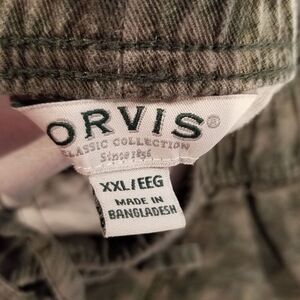 ORVIS®
CLASSIC COLLECTION
Since 1856
XXL/EEG
MADE IN
BANGLADESH